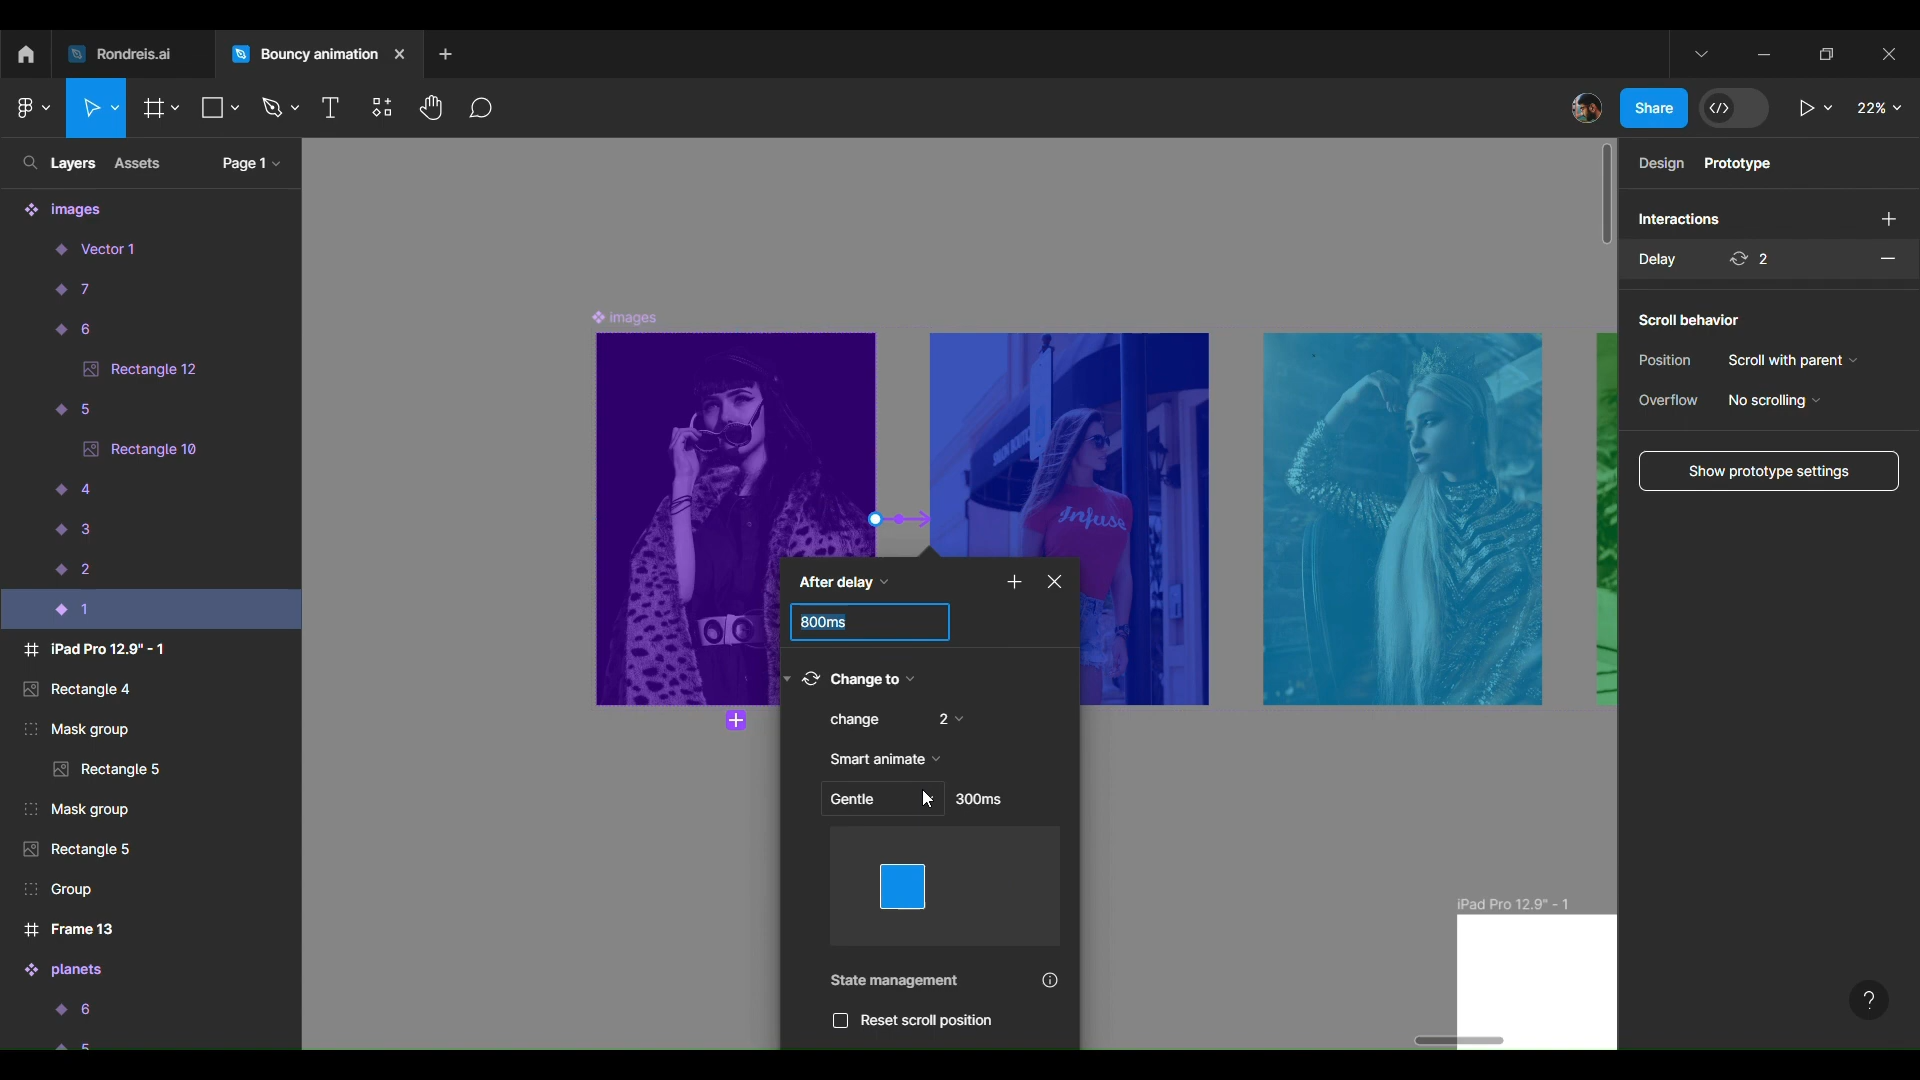 Rondreis.ai
Bouncy animation
Share
22%
Layers
Assets
Page 1
images
Vector 1
7
6
Rectangle 12
5
Rectangle 10
4
3
2
1
iPad Pro 12.9" - 1
Rectangle 4
Mask group
Rectangle 5
Mask group
Rectangle 5
Group
Frame 13
planets
6
5
images
Infuse
After delay
800ms
Change to
change 2
Smart animate
Gentle 300ms
State management
Reset scroll position
iPad Pro 12.9" - 1
Design Prototype
Interactions
Delay 2
Scroll behavior
Position Scroll with parent
Overflow No scrolling
Show prototype settings
?